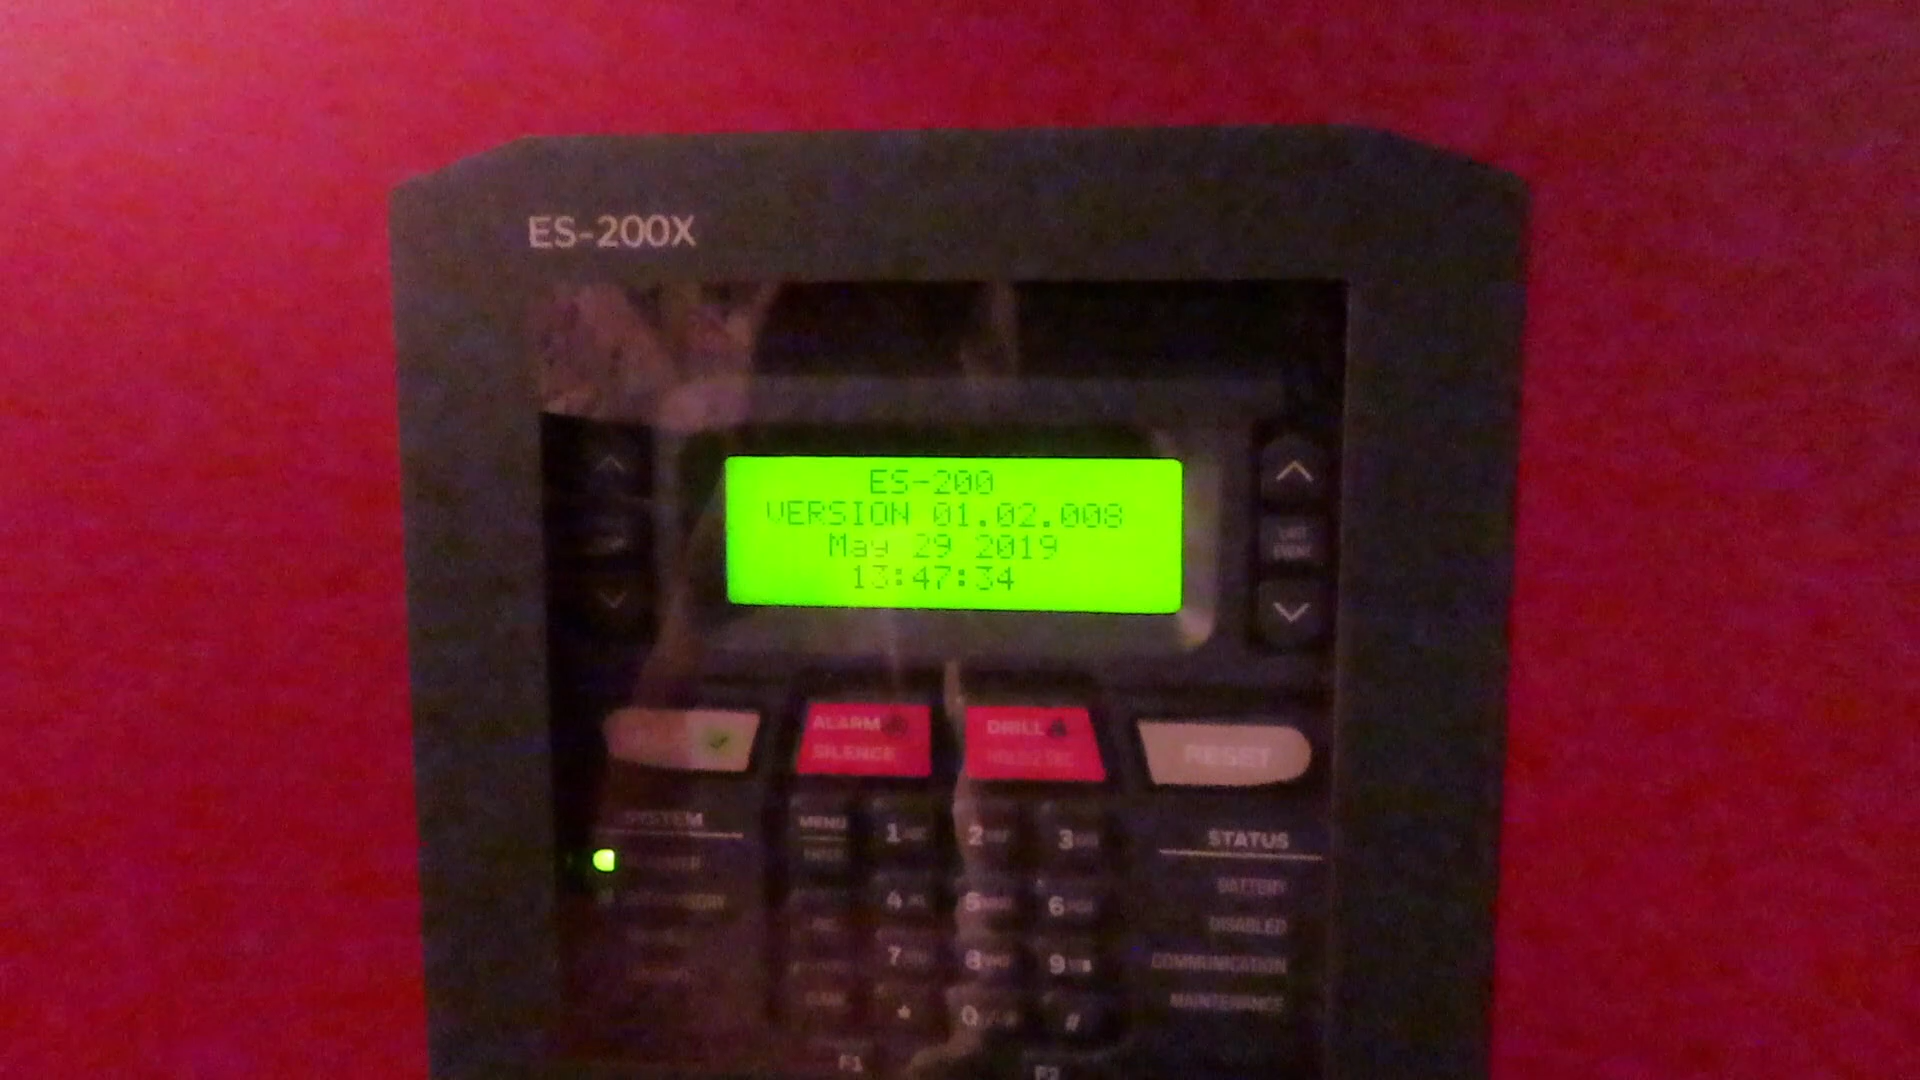 ES-200X
ES-200
VERSION 01.02.008
May 29 2019
13:47:34
ALARM
SILENCE
DRILL
RESET
SYSTEM
MENU
1
2
3
STATUS
BATTERY
4
5
6
DISABLED
7
8
9
COMMUNICATION
MAINTENANCE
*
#
F1
F2